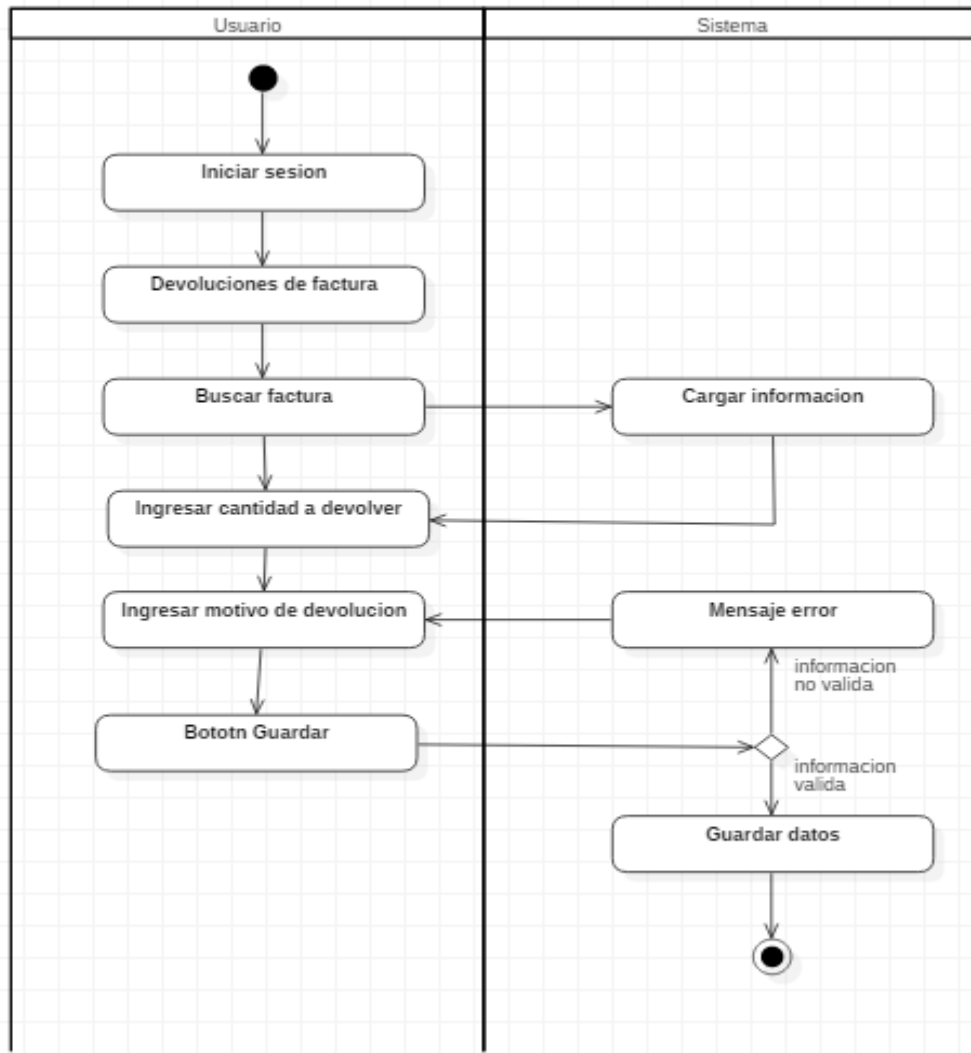 Usuario
Sistema
Iniciar sesion
Devoluciones de factura
Buscar factura
Cargar informacion
Ingresar cantidad a devolver
Ingresar motivo de devolucion
Mensaje error
informacion
no valida
Bototn Guardar
informacion
valida
Guardar datos